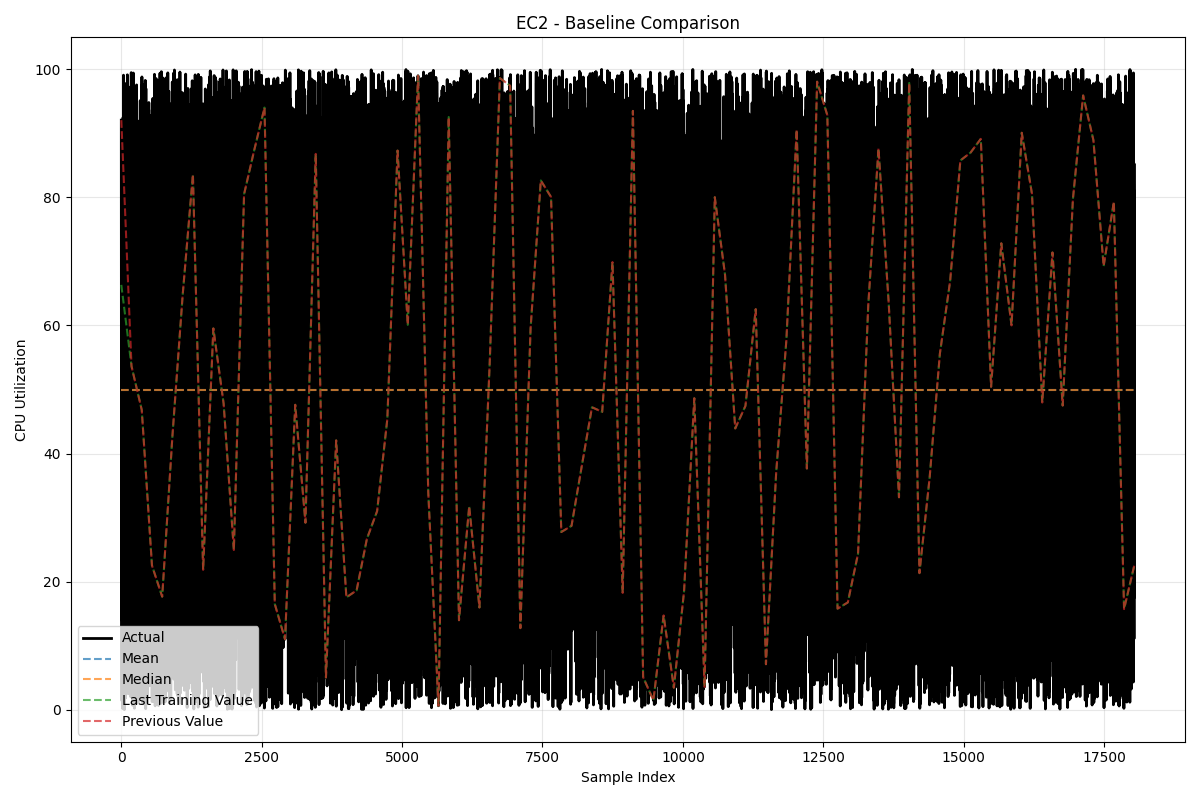 EC2 - Baseline Comparison
100
80
60
40
20
0
CPU Utilization
Actual
Mean
Median
Last Training Value
Previous Value
0 2500 5000 7500 10000 12500 15000 17500
Sample Index